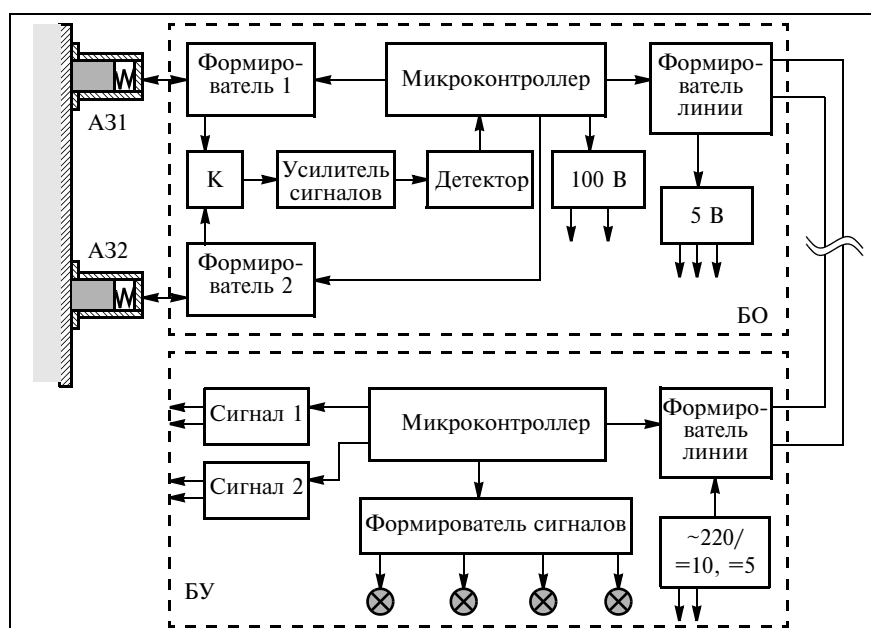 Формиро-
ватель 1
Микроконтроллер
Формиро-
ватель
линии
АЗ1
К
Усилитель
сигналов
Детектор
100 В
5 В
АЗ2
Формиро-
ватель 2
БО
Сигнал 1
Микроконтроллер
Формиро-
ватель
линии
Сигнал 2
Формирователь сигналов
~220/
=10, =5
БУ